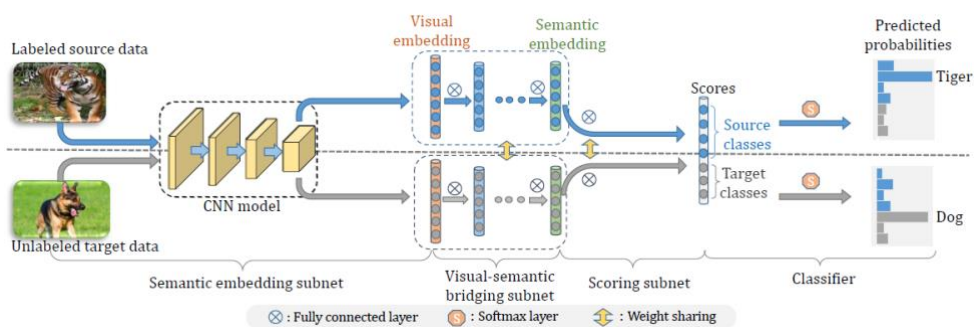 Labeled source data
Visual
embedding
Semantic
embedding
Predicted
probabilities
Tiger
Scores
S
Source
classes
CNN model
Target
classes
S
Dog
Unlabeled target data
Semantic embedding subnet
Visual-semantic
bridging subnet
Scoring subnet
Classifier
: Fully connected layer
S : Softmax layer
: Weight sharing